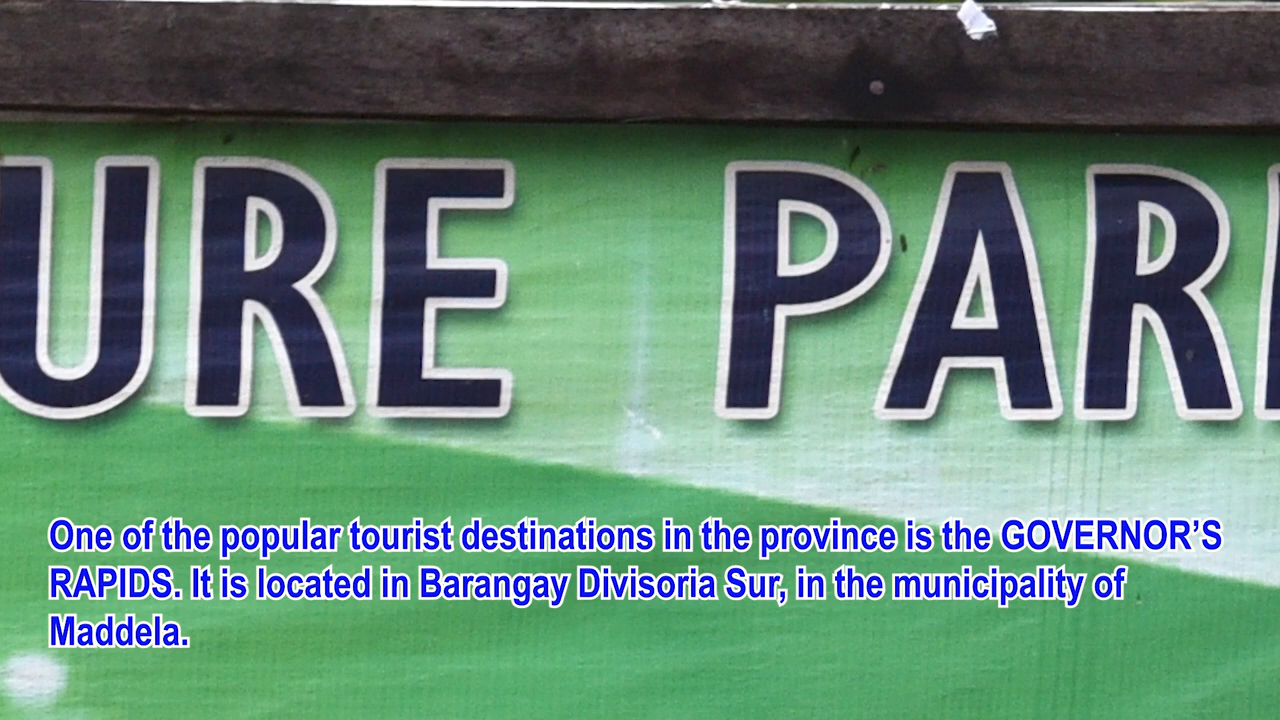 URE PARK
One of the popular tourist destinations in the province is the GOVERNOR’S
RAPIDS. It is located in Barangay Divisoria Sur, in the municipality of
Maddela.